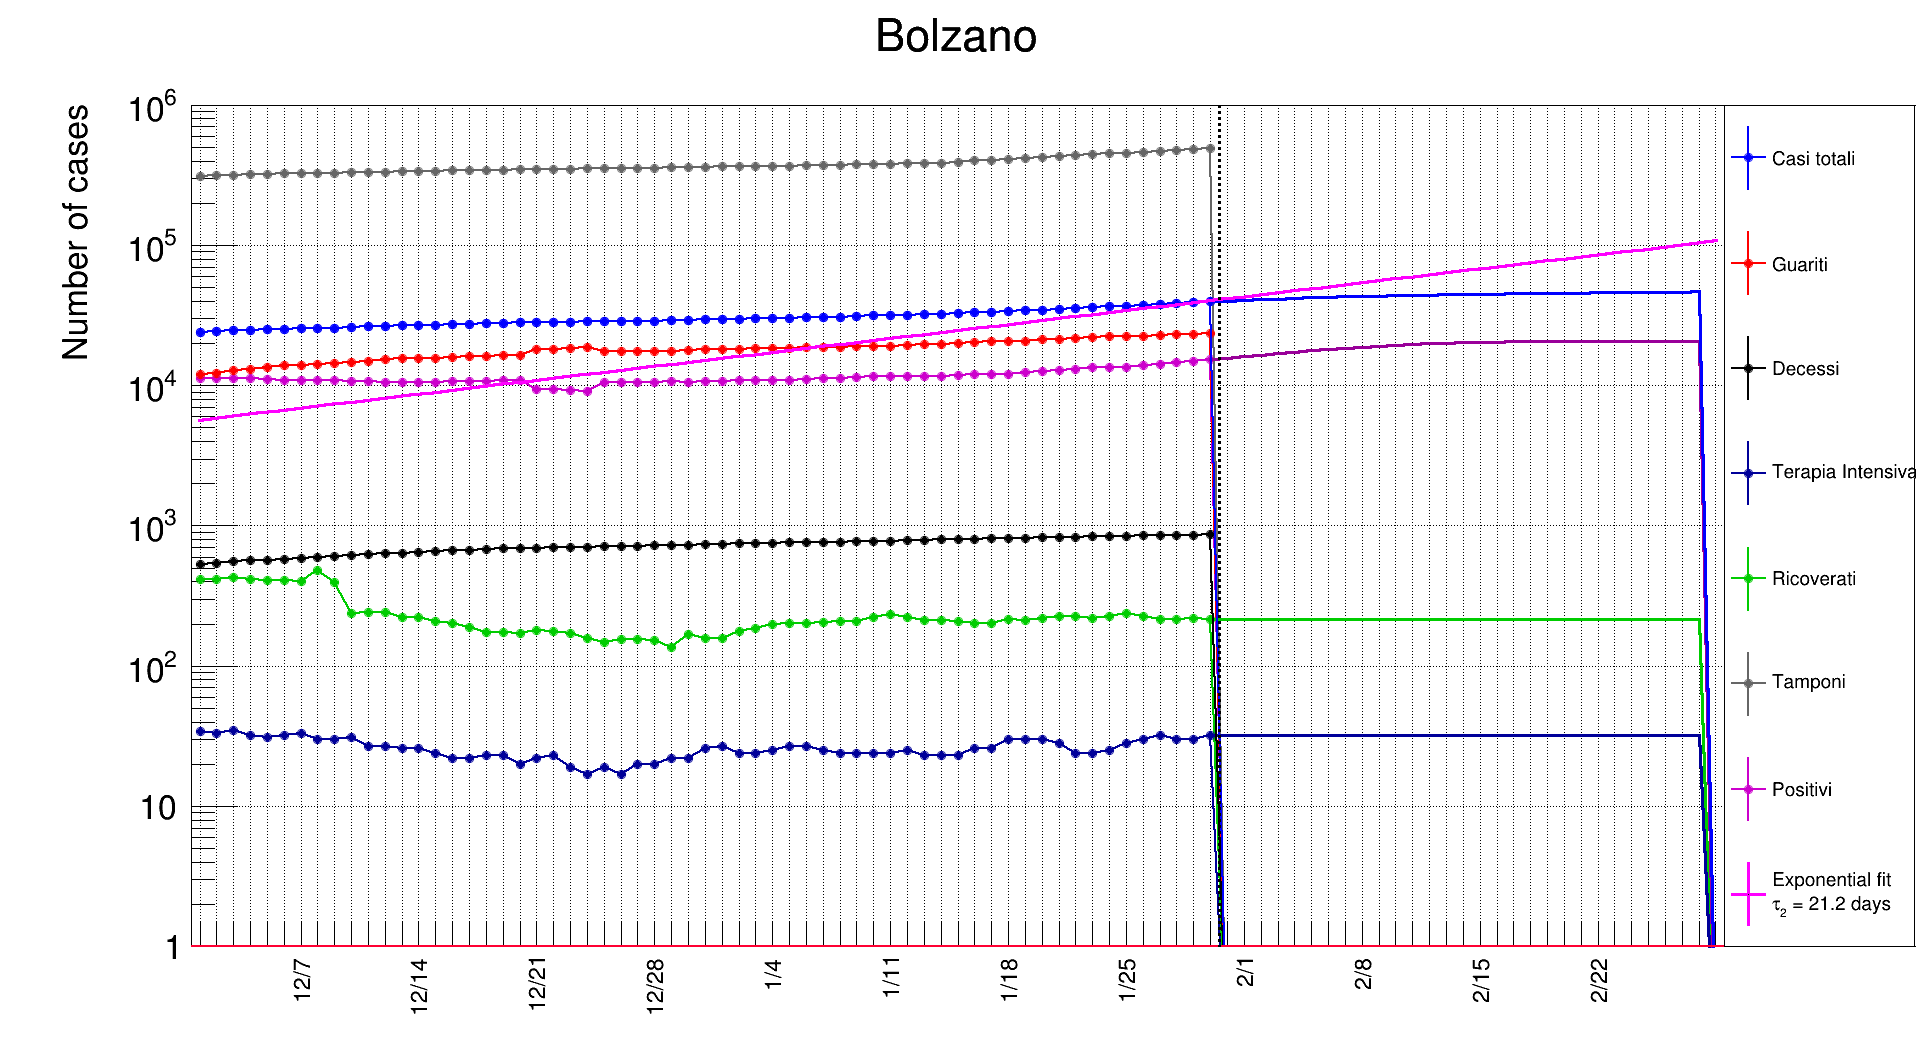 Bolzano
Number of cases
10^6
10^5
10^4
10^3
10^2
10
1
12/7 12/14 12/21 12/28 1/4 1/11 1/18 1/25 2/1 2/8 2/15 2/22
Casi totali
Guariti
Decessi
Terapia Intensiva
Ricoverati
Tamponi
Positivi
Exponential fit
τ_2 = 21.2 days